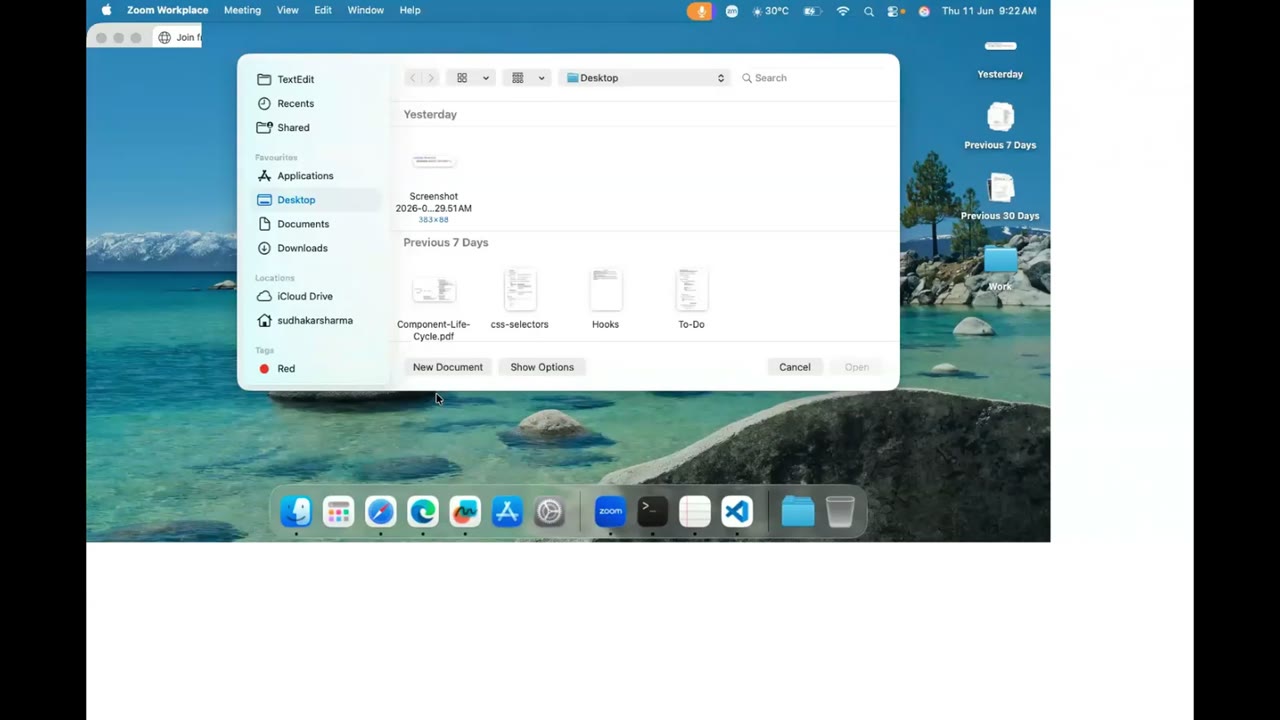 Zoom Workplace Meeting View Edit Window Help
zm 30°C Thu 11 Jun 9:22 AM
Join f
TextEdit
Recents
Shared
Favourites
Applications
Desktop
Documents
Downloads
Locations
iCloud Drive
sudhakarsharma
Tags
Red
Desktop
Search
Yesterday
Screenshot
2026-0...29.51AM
383×88
Previous 7 Days
Component-Life-
Cycle.pdf
css-selectors
Hooks
To-Do
New Document
Show Options
Cancel
Open
Yesterday
Previous 7 Days
Previous 30 Days
Work
zoom
>_